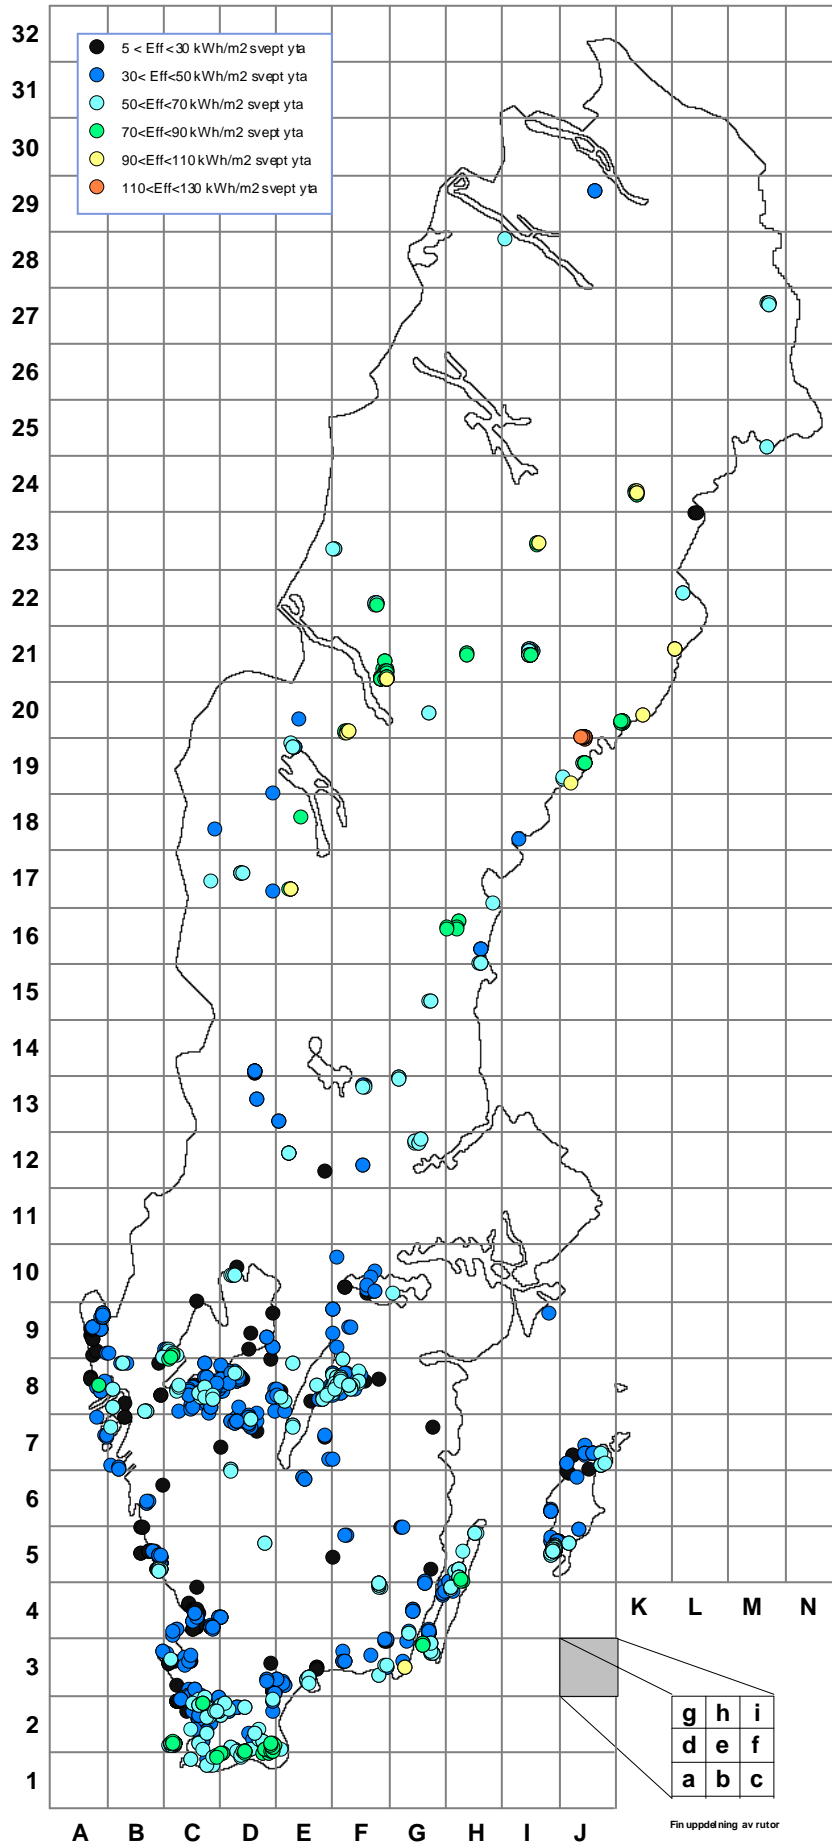 32
5 < Eff<30 kWh/m2 svept yta
30< Eff<50 kWh/m2 svept yta
31
50<Eff<70 kWh/m2 svept yta
70<Eff<90 kWh/m2 svept yta
30
90<Eff<110 kWh/m2 svept yta
110<Eff<130 kWh/m2 svept yta
29
28
27
26
25
24
23
22
21
20
19
18
17
16
15
14
13
12
11
10
9
8
7
6
5
4
K L M N
3
g h i
2
d e f
a b c
1
Fin uppdelning av rutor
A B C D E F G H I J